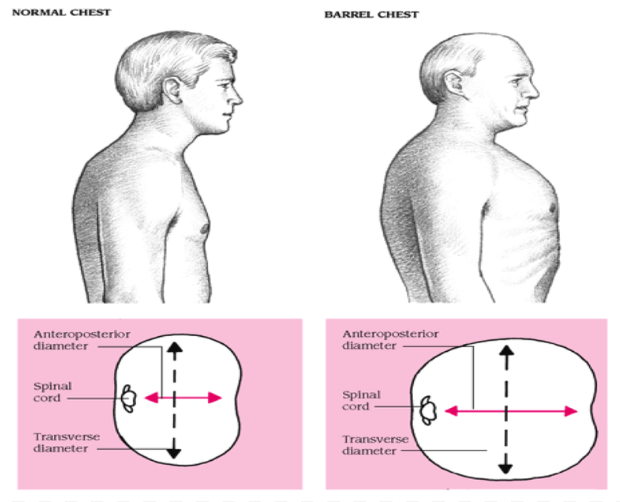 NORMAL CHEST
BARREL CHEST
Anteroposterior
diameter
Spinal
cord
Transverse
diameter
Anteroposterior
diameter
Spinal
cord
Transverse
diameter